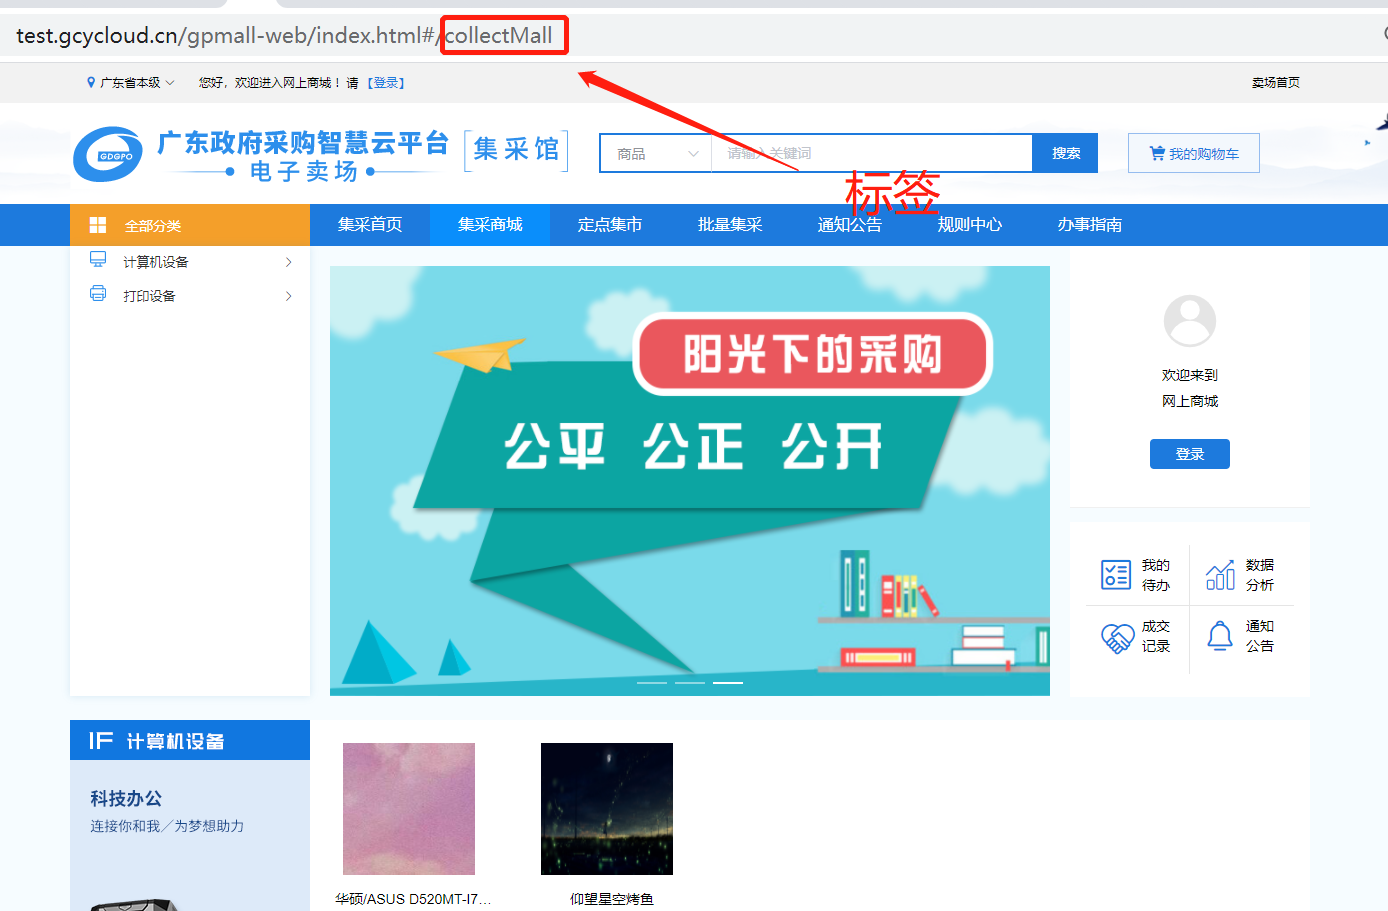 test.gcycloud.cn/gpmall-web/index.html#/collectMall
广东省本级 您好，欢迎进入网上商城！请 【登录】 卖场首页
GDGPO 广东政府采购智慧云平台 电子卖场 集采馆
商品 请输入关键词 搜索 我的购物车
标签
全部分类 集采首页 集采商城 定点集市 批量集采 通知公告 规则中心 办事指南
计算机设备
打印设备
阳光下的采购
公平 公正 公开
欢迎来到
网上商城
登录
我的待办 数据分析
成交记录 通知公告
IF 计算机设备
科技办公
连接你和我／为梦想助力
华硕/ASUS D520MT-I7... 仰望星空烤鱼